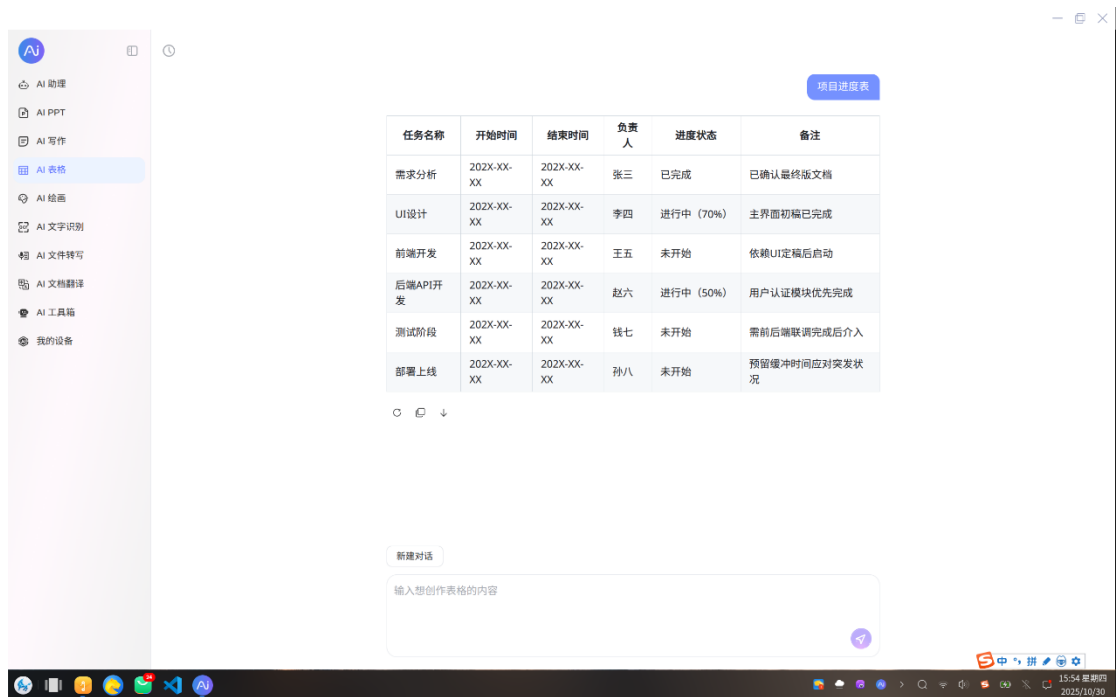 Ai
AI 助理
AI PPT
AI 写作
AI 表格
AI 绘画
AI 文字识别
AI 文件转写
AI 文档翻译
AI 工具箱
我的设备
项目进度表
任务名称 开始时间 结束时间 负责人 进度状态 备注
需求分析 202X-XX-XX 202X-XX-XX 张三 已完成 已确认最终版文档
UI设计 202X-XX-XX 202X-XX-XX 李四 进行中（70%） 主界面初稿已完成
前端开发 202X-XX-XX 202X-XX-XX 王五 未开始 依赖UI定稿后启动
后端API开发 202X-XX-XX 202X-XX-XX 赵六 进行中（50%） 用户认证模块优先完成
测试阶段 202X-XX-XX 202X-XX-XX 钱七 未开始 需前后端联调完成后介入
部署上线 202X-XX-XX 202X-XX-XX 孙八 未开始 预留缓冲时间应对突发状况
新建对话
输入想创作表格的内容
中 拼
15:54 星期四
2025/10/30